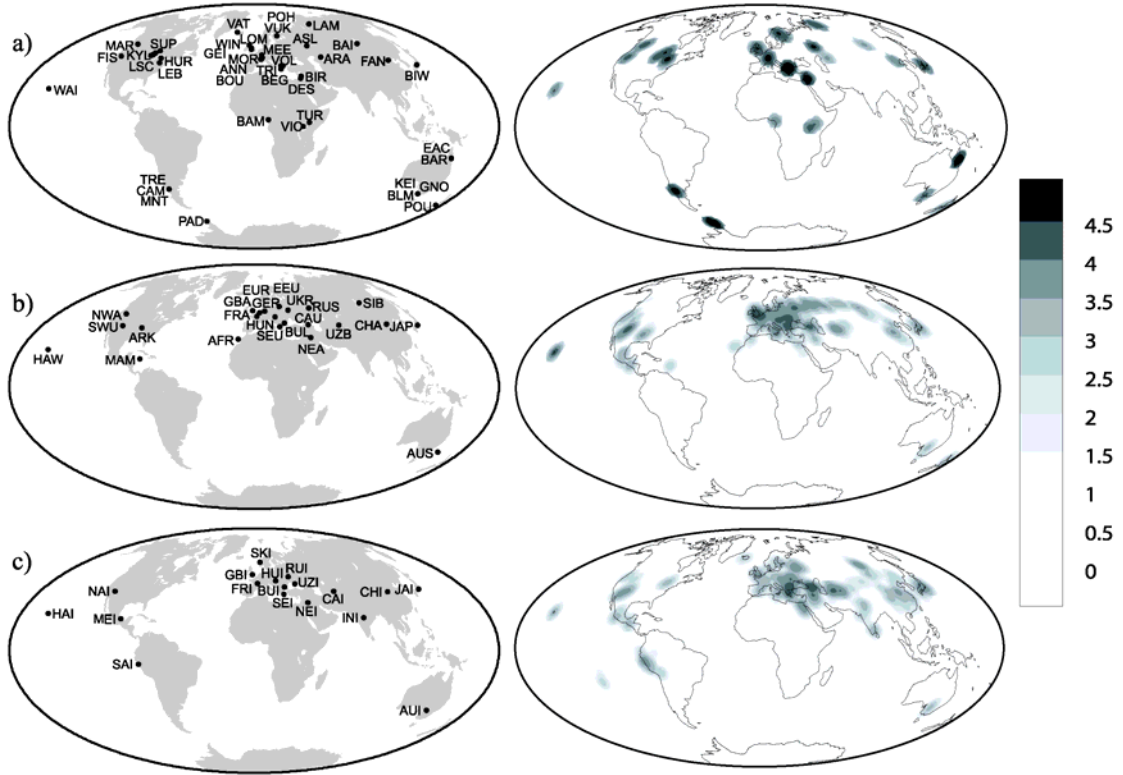 a)
POH
VAT
VUK
LAM
LOM
WIN
ASL
MAR
SUP
GEI
MEE
BAI
FIS
KYL
HUR
MOR
VOL
ARA
FAN
LSC
LEB
ANN
TRI
BIR
BIW
BOU
BEG
DES
WAI
BAM
TUR
VIC
EAC
BAR
TRE
CAM
MNT
KEI
GNO
BLM
POU
PAD
b)
EUR
EEU
GBA
GER
UKR
RUS
SIB
NWA
FRA
SWU
ARK
HUN
CAU
CHA
JAP
AFR
SEU
BUL
UZB
NEA
HAW
MAM
AUS
c)
SKI
GBI
HUI
RUI
NAI
FRI
BUI
UZI
CHI
JAI
SEI
CAI
NEI
HAI
MEI
INI
SAI
AUI
4.5
4
3.5
3
2.5
2
1.5
1
0.5
0